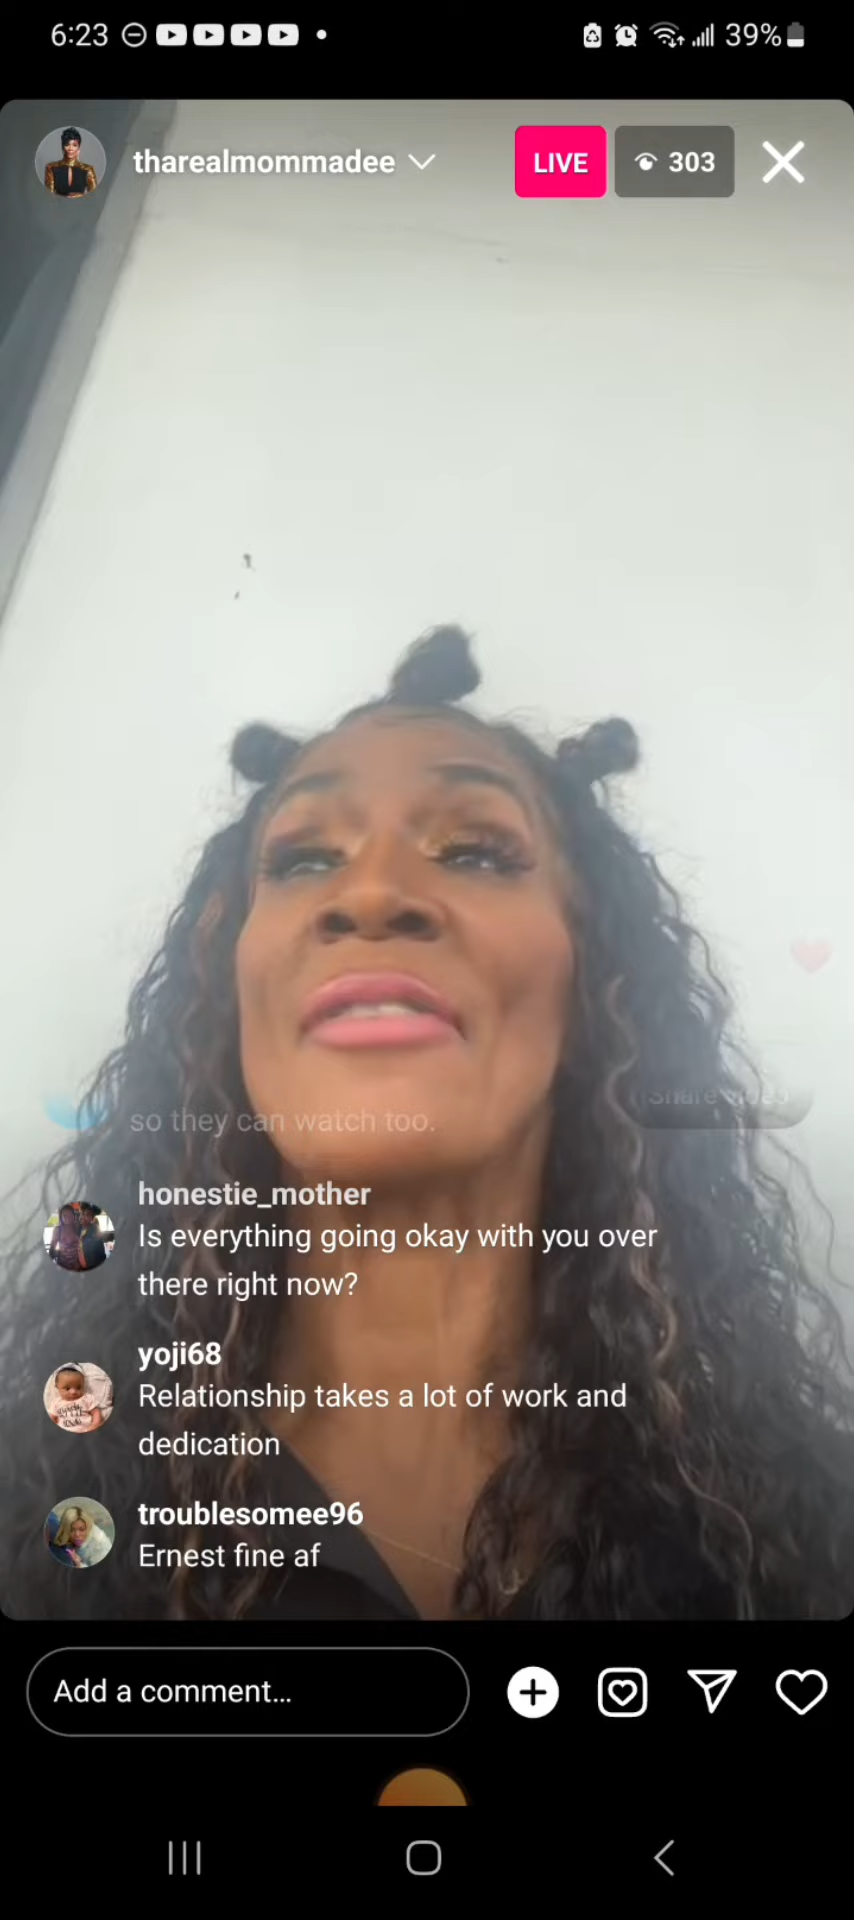 6:23
39%
tharealmommadee
LIVE
303
so they can watch too.
honestie_mother
Is everything going okay with you over
there right now?
yoji68
Relationship takes a lot of work and
dedication
troublesomee96
Ernest fine af
Add a comment...